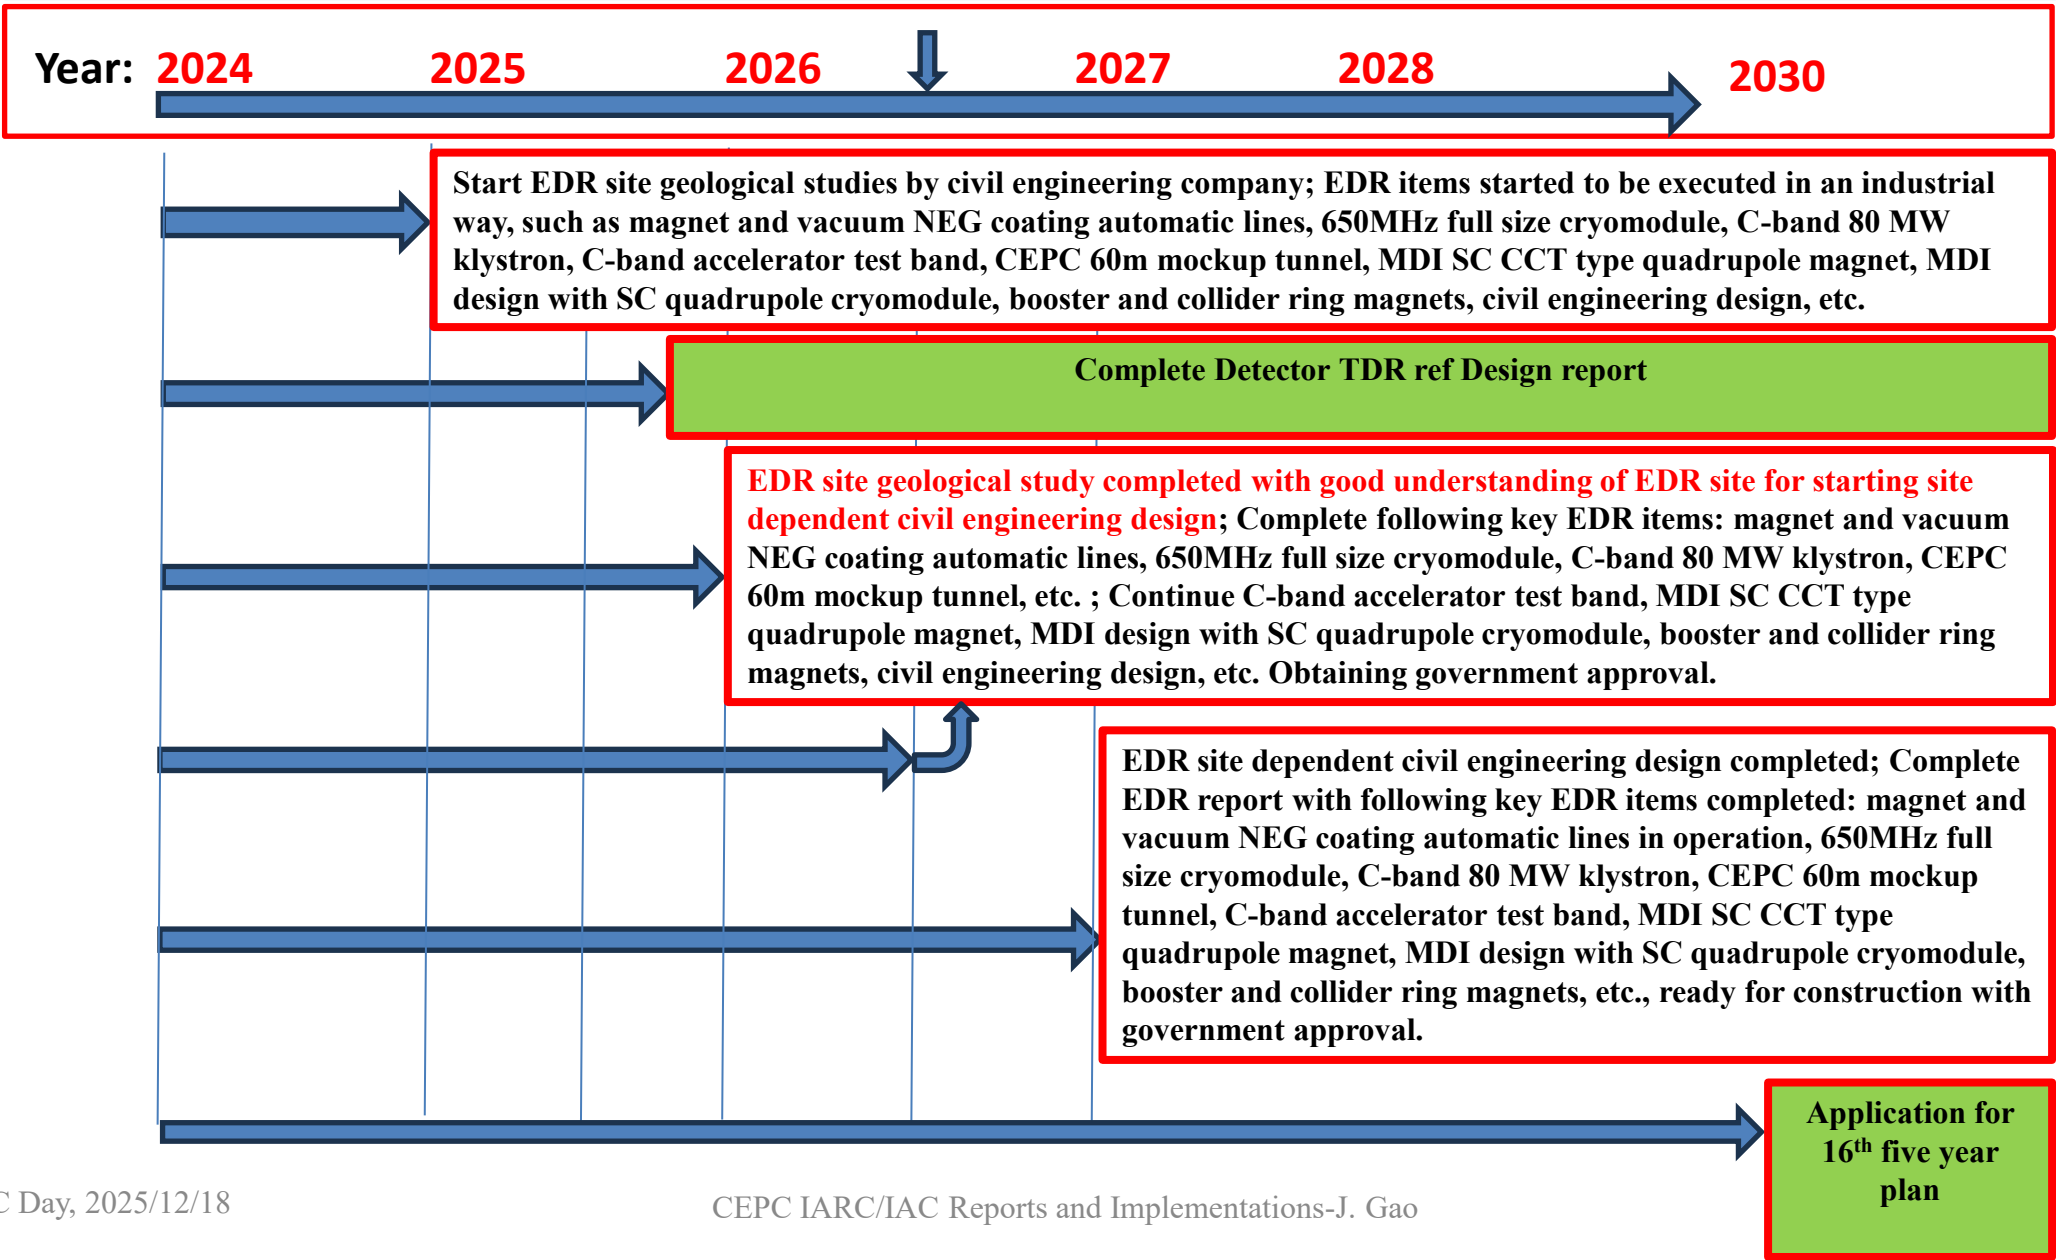 Year: 2024 2025 2026 2027 2028 2030
Start EDR site geological studies by civil engineering company; EDR items started to be executed in an industrial
way, such as magnet and vacuum NEG coating automatic lines, 650MHz full size cryomodule, C-band 80 MW
klystron, C-band accelerator test band, CEPC 60m mockup tunnel, MDI SC CCT type quadrupole magnet, MDI
design with SC quadrupole cryomodule, booster and collider ring magnets, civil engineering design, etc.
Complete Detector TDR ref Design report
EDR site geological study completed with good understanding of EDR site for starting site
dependent civil engineering design; Complete following key EDR items: magnet and vacuum
NEG coating automatic lines, 650MHz full size cryomodule, C-band 80 MW klystron, CEPC
60m mockup tunnel, etc. ; Continue C-band accelerator test band, MDI SC CCT type
quadrupole magnet, MDI design with SC quadrupole cryomodule, booster and collider ring
magnets, civil engineering design, etc. Obtaining government approval.
EDR site dependent civil engineering design completed; Complete
EDR report with following key EDR items completed: magnet and
vacuum NEG coating automatic lines in operation, 650MHz full
size cryomodule, C-band 80 MW klystron, CEPC 60m mockup
tunnel, C-band accelerator test band, MDI SC CCT type
quadrupole magnet, MDI design with SC quadrupole cryomodule,
booster and collider ring magnets, etc., ready for construction with
government approval.
Application for
16th five year
plan
C Day, 2025/12/18
CEPC IARC/IAC Reports and Implementations-J. Gao